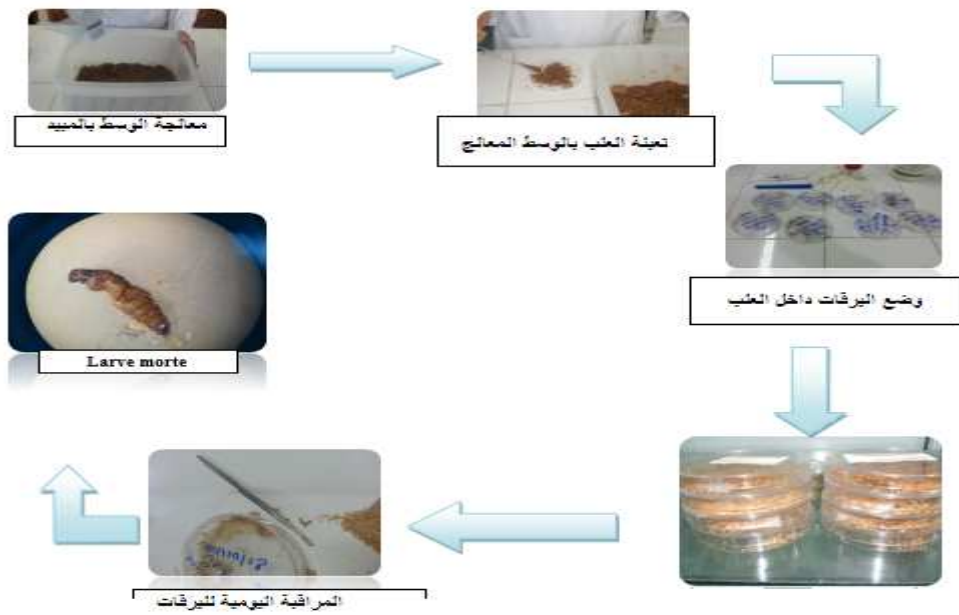 معالجة الوسط بالمبيد
تعبئة العلب بالوسط المعالج
وضع اليرقات داخل العلب
Larve morte
المراقبة اليومية لليرقات